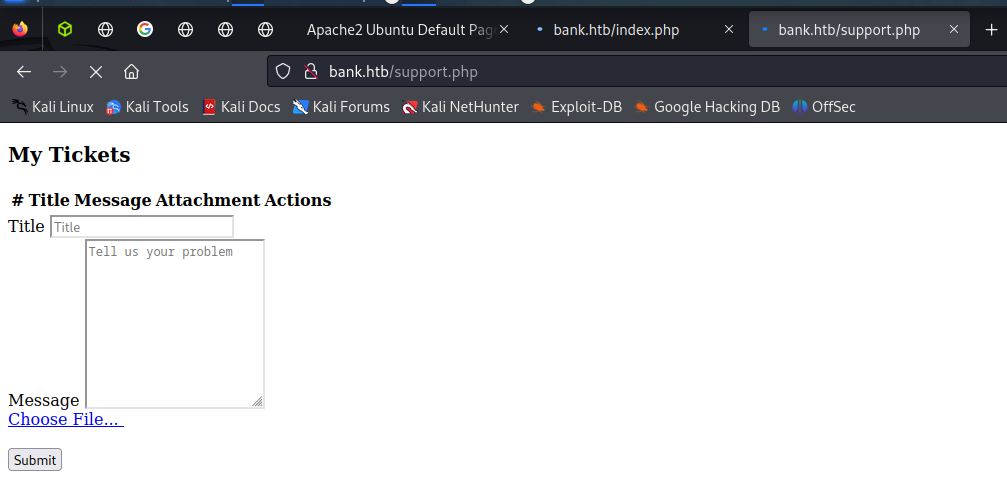 Apache2 Ubuntu Default Pag
bank.htb/index.php
bank.htb/support.php
bank.htb/support.php
Kali Linux
Kali Tools
Kali Docs
Kali Forums
Kali NetHunter
Exploit-DB
Google Hacking DB
OffSec
My Tickets
# Title Message Attachment Actions
Title Title
Tell us your problem
Message
Choose File...
Submit